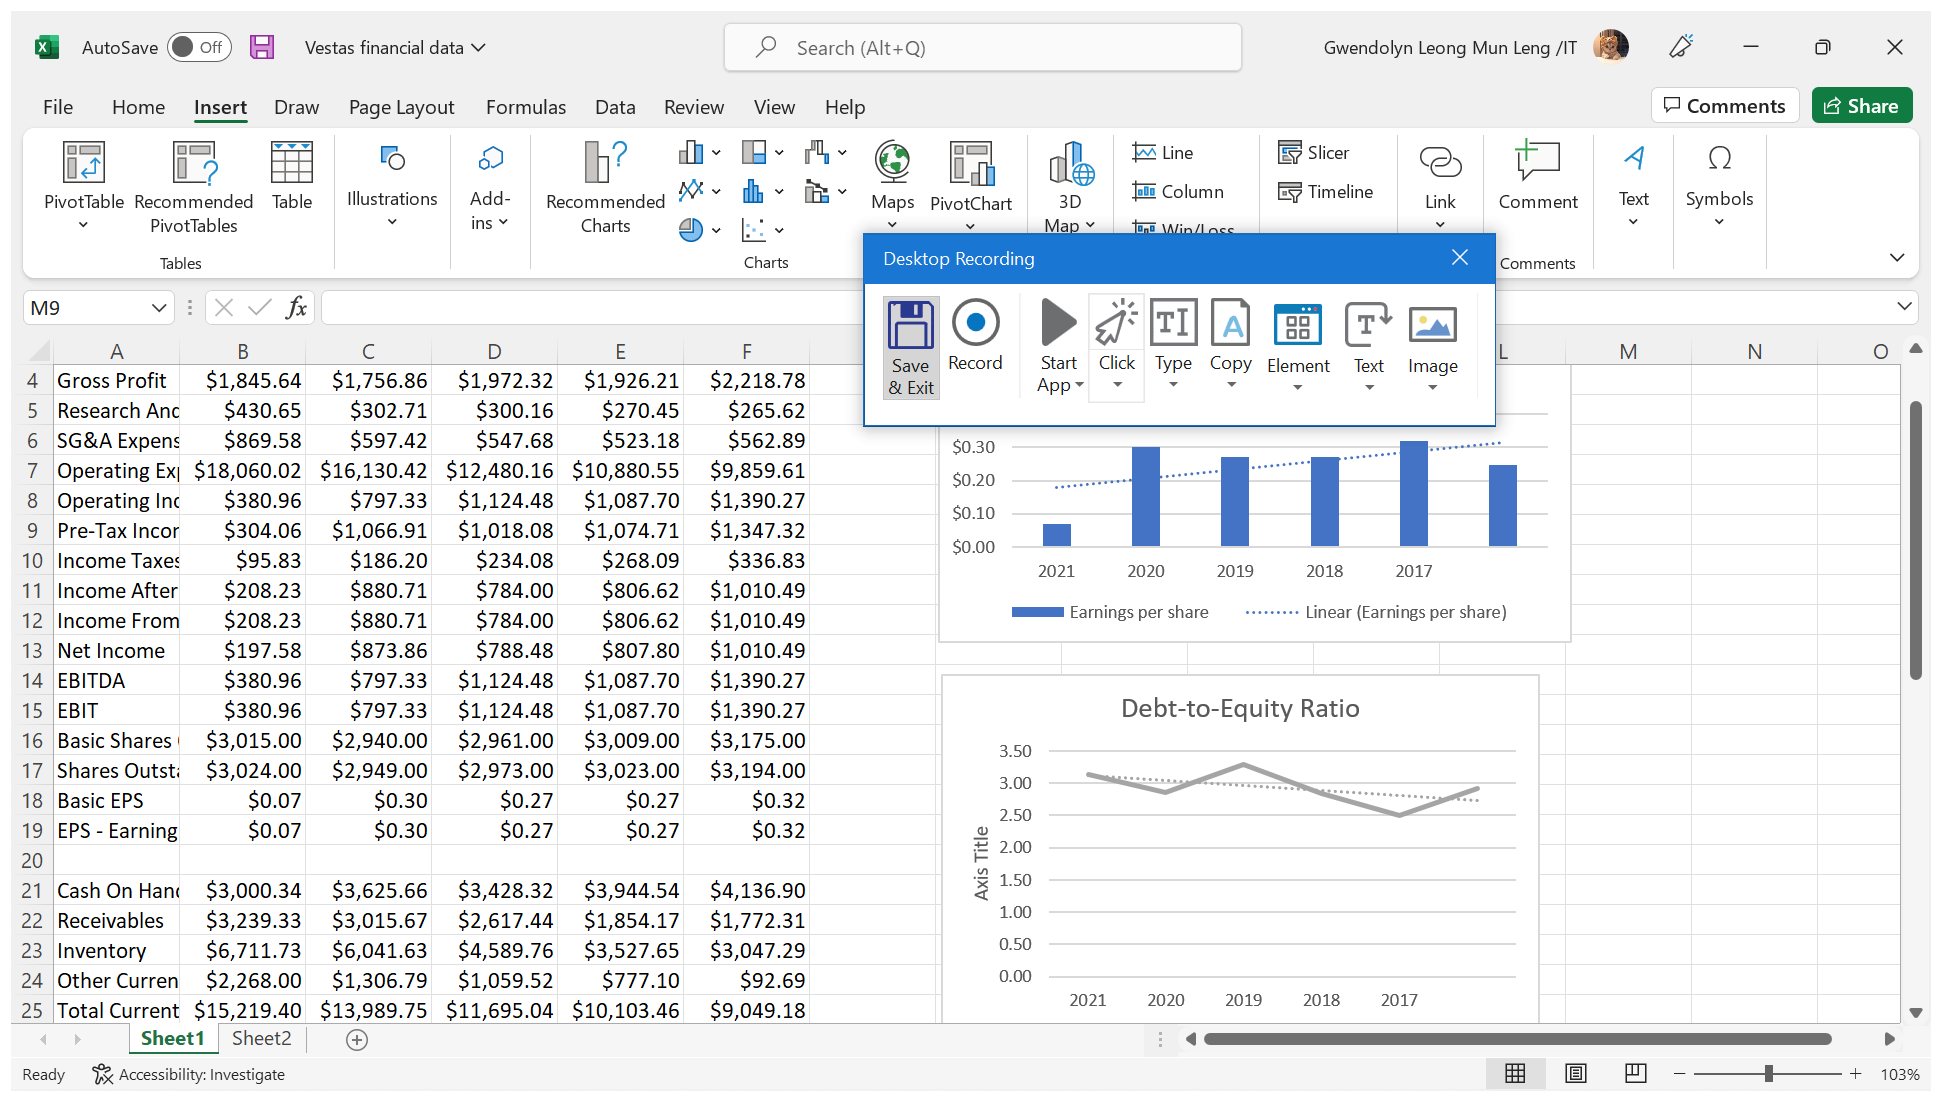 AutoSave Off Vestas financial data Search (Alt+Q) Gwendolyn Leong Mun Leng /IT
File Home Insert Draw Page Layout Formulas Data Review View Help Comments Share
PivotTable Recommended PivotTables Table
Tables
Illustrations
Add-ins
Recommended Charts
Maps PivotChart
Charts
3D Map
Line
Column
Win/Loss
Slicer
Timeline
Link
Comment
Comments
Text
Symbols
Desktop Recording
Save & Exit Record Start App Click Type Copy Element Text Image
M9 fx
A B C D E F L M N O
4 Gross Profit $1,845.64 $1,756.86 $1,972.32 $1,926.21 $2,218.78
5 Research And $430.65 $302.71 $300.16 $270.45 $265.62
6 SG&A Expens $869.58 $597.42 $547.68 $523.18 $562.89
7 Operating Exp $18,060.02 $16,130.42 $12,480.16 $10,880.55 $9,859.61
8 Operating Inc $380.96 $797.33 $1,124.48 $1,087.70 $1,390.27
9 Pre-Tax Incor $304.06 $1,066.91 $1,018.08 $1,074.71 $1,347.32
10 Income Taxes $95.83 $186.20 $234.08 $268.09 $336.83
11 Income After $208.23 $880.71 $784.00 $806.62 $1,010.49
12 Income From $208.23 $880.71 $784.00 $806.62 $1,010.49
13 Net Income $197.58 $873.86 $788.48 $807.80 $1,010.49
14 EBITDA $380.96 $797.33 $1,124.48 $1,087.70 $1,390.27
15 EBIT $380.96 $797.33 $1,124.48 $1,087.70 $1,390.27
16 Basic Shares $3,015.00 $2,940.00 $2,961.00 $3,009.00 $3,175.00
17 Shares Outsta $3,024.00 $2,949.00 $2,973.00 $3,023.00 $3,194.00
18 Basic EPS $0.07 $0.30 $0.27 $0.27 $0.32
19 EPS - Earning $0.07 $0.30 $0.27 $0.27 $0.32
20
21 Cash On Hand $3,000.34 $3,625.66 $3,428.32 $3,944.54 $4,136.90
22 Receivables $3,239.33 $3,015.67 $2,617.44 $1,854.17 $1,772.31
23 Inventory $6,711.73 $6,041.63 $4,589.76 $3,527.65 $3,047.29
24 Other Curren $2,268.00 $1,306.79 $1,059.52 $777.10 $92.69
25 Total Current $15,219.40 $13,989.75 $11,695.04 $10,103.46 $9,049.18
$0.30
$0.20
$0.10
$0.00
2021 2020 2019 2018 2017
Earnings per share Linear (Earnings per share)
Debt-to-Equity Ratio
Axis Title
3.50
3.00
2.50
2.00
1.50
1.00
0.50
0.00
2021 2020 2019 2018 2017
Sheet1 Sheet2
Ready Accessibility: Investigate 103%